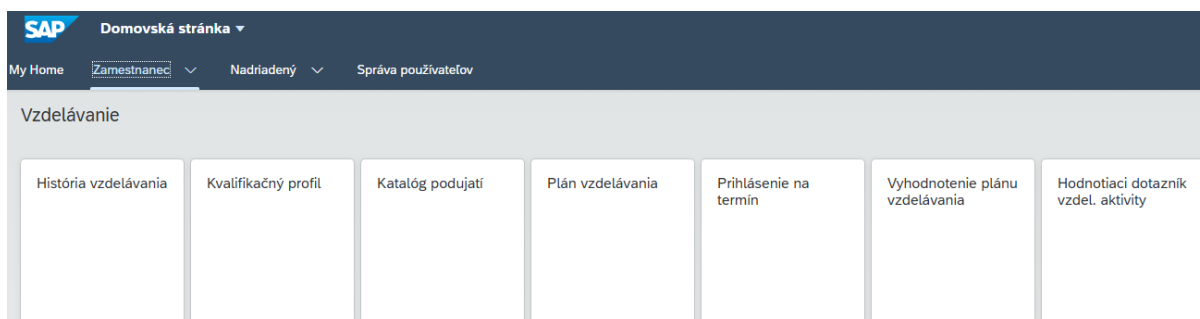 SAP Domovská stránka
My Home Zamestnanec Nadriadený Správa používateľov
Vzdelávanie
História vzdelávania
Kvalifikačný profil
Katalóg podujatí
Plán vzdelávania
Prihlásenie na
termín
Vyhodnotenie plánu
vzdelávania
Hodnotiaci dotazník
vzdel. aktivity